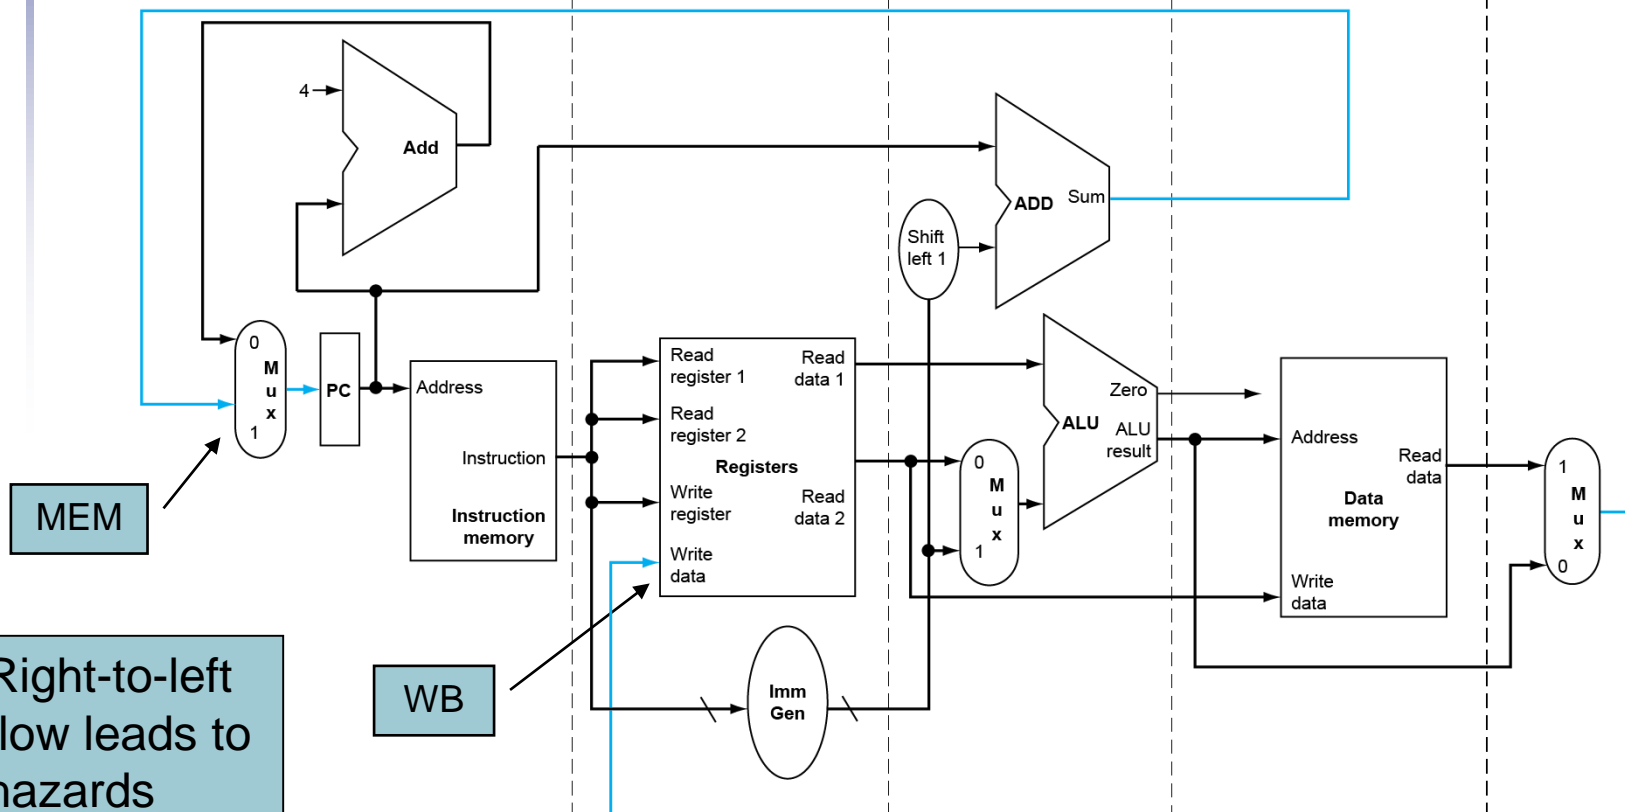 4
Add
ADD
Sum
Shift
left 1
0
M
u
x
1
PC
Address
Instruction
Instruction
memory
Read
register 1
Read
register 2
Registers
Write
register
Write
data
Read
data 1
Read
data 2
0
M
u
x
1
Zero
ALU
ALU
result
Address
Read
data
Data
memory
Write
data
1
M
u
x
0
MEM
WB
Imm
Gen
Right-to-left
low leads to
hazards